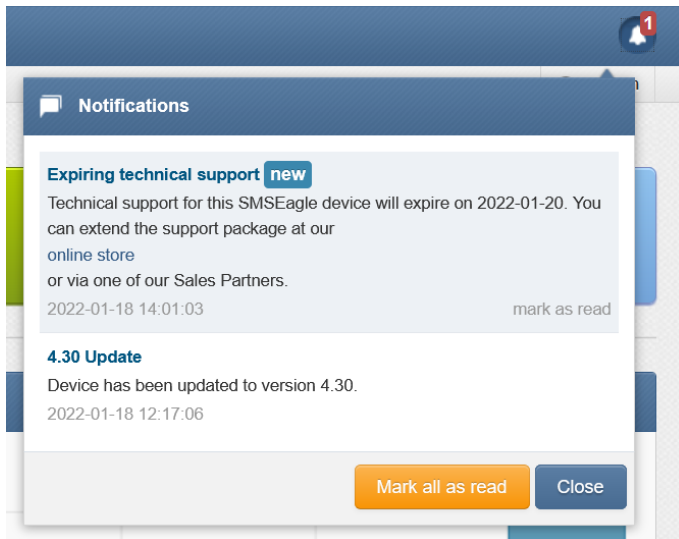 1
Notifications
Expiring technical support new
Technical support for this SMSEagle device will expire on 2022-01-20. You
can extend the support package at our
online store
or via one of our Sales Partners.
2022-01-18 14:01:03 mark as read
4.30 Update
Device has been updated to version 4.30.
2022-01-18 12:17:06
Mark all as read Close